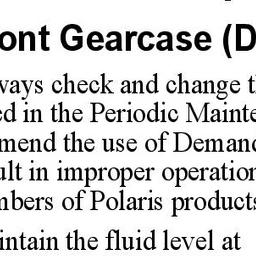 ont Gearcase (D
ways check and change t
ed in the Periodic Mainte
mend the use of Demand
ult in improper operation
mbers of Polaris products
intain the fluid level at